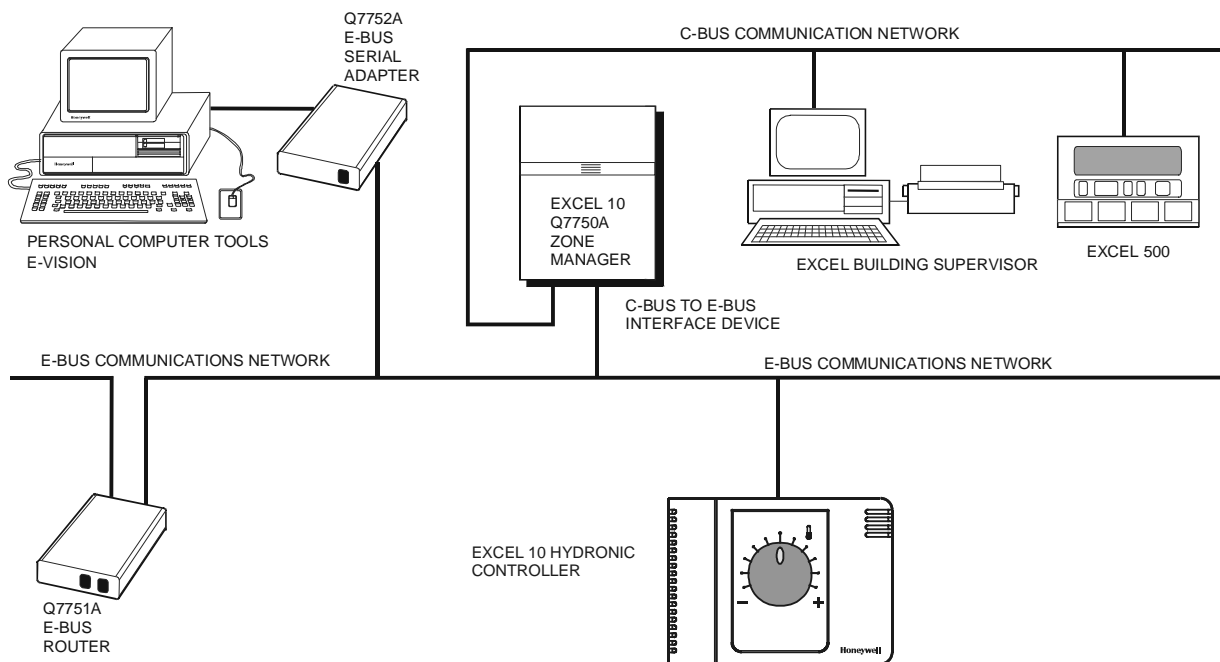 Q7752A
E-BUS
SERIAL
ADAPTER
C-BUS COMMUNICATION NETWORK
Honeywell
Honeywell
EXCEL 10
Q7750A
ZONE
MANAGER
PERSONAL COMPUTER TOOLS
E-VISION
EXCEL BUILDING SUPERVISOR
EXCEL 500
C-BUS TO E-BUS
INTERFACE DEVICE
E-BUS COMMUNICATIONS NETWORK
E-BUS COMMUNICATIONS NETWORK
EXCEL 10 HYDRONIC
CONTROLLER
- +
Honeywell
Q7751A
E-BUS
ROUTER